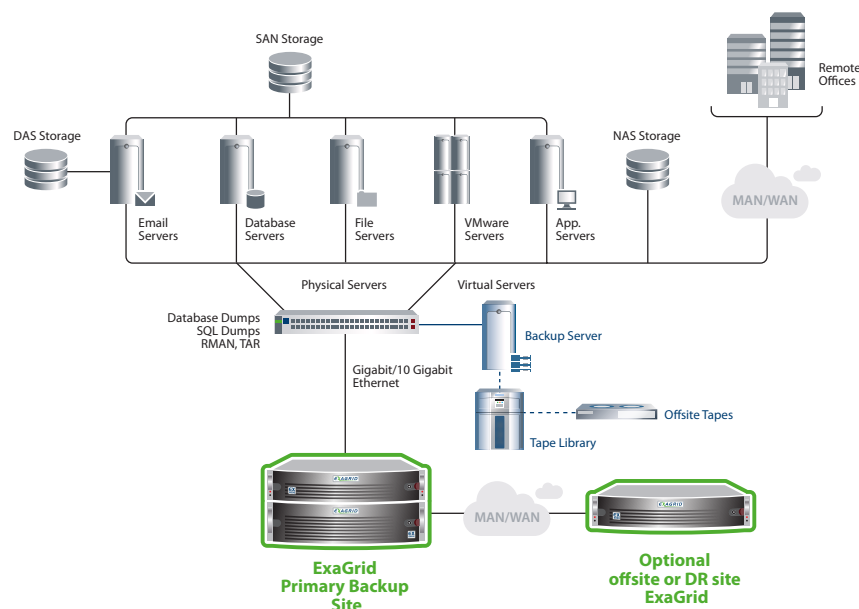 SAN Storage
Remote
Offices
DAS Storage
NAS Storage
MAN/WAN
Email
Servers
Database
Servers
File
Servers
VMware
Servers
App.
Servers
Physical Servers
Virtual Servers
Database Dumps
SQL Dumps
RMAN, TAR
Backup Server
Gigabit/10 Gigabit
Ethernet
Offsite Tapes
Tape Library
EXAGRID
EXAGRID
EXAGRID
MAN/WAN
ExaGrid
Primary Backup
Site
Optional
offsite or DR site
ExaGrid